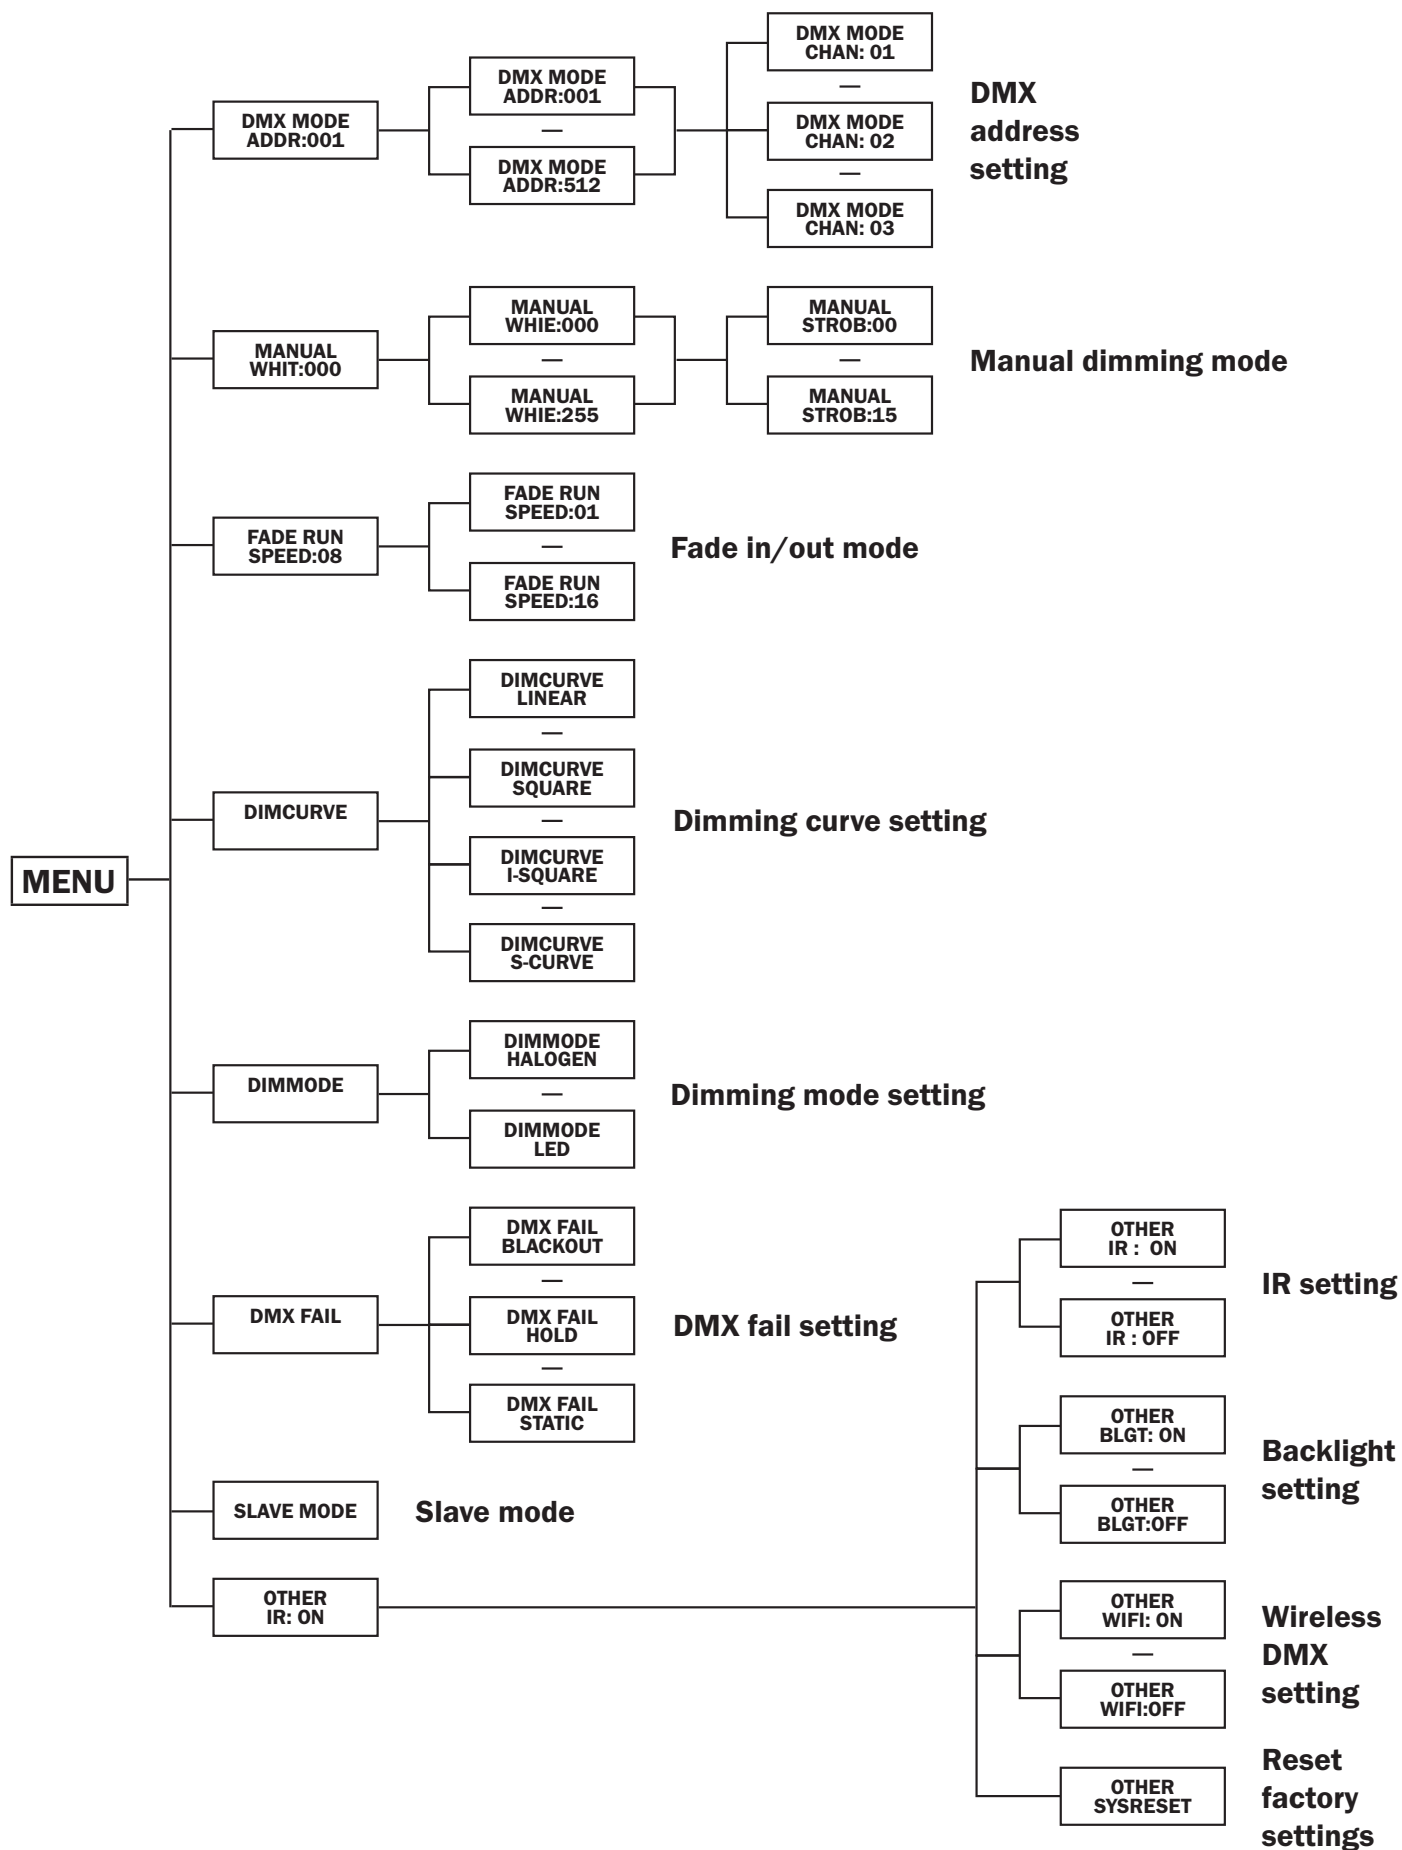 MENU
DMX MODE
ADDR:001
DMX MODE
ADDR:001
—
DMX MODE
ADDR:512
DMX MODE
CHAN: 01
—
DMX MODE
CHAN: 02
—
DMX MODE
CHAN: 03
DMX
address
setting
MANUAL
WHIT:000
MANUAL
WHIE:000
—
MANUAL
WHIE:255
MANUAL
STROB:00
—
MANUAL
STROB:15
Manual dimming mode
FADE RUN
SPEED:08
FADE RUN
SPEED:01
—
FADE RUN
SPEED:16
Fade in/out mode
DIMCURVE
DIMCURVE
LINEAR
—
DIMCURVE
SQUARE
—
DIMCURVE
I-SQUARE
—
DIMCURVE
S-CURVE
Dimming curve setting
DIMMODE
DIMMODE
HALOGEN
—
DIMMODE
LED
Dimming mode setting
DMX FAIL
DMX FAIL
BLACKOUT
—
DMX FAIL
HOLD
—
DMX FAIL
STATIC
DMX fail setting
SLAVE MODE
Slave mode
OTHER
IR: ON
OTHER
IR : ON
—
OTHER
IR : OFF
IR setting
OTHER
BLGT: ON
—
OTHER
BLGT:OFF
Backlight
setting
OTHER
WIFI: ON
—
OTHER
WIFI:OFF
Wireless
DMX
setting
OTHER
SYSRESET
Reset
factory
settings